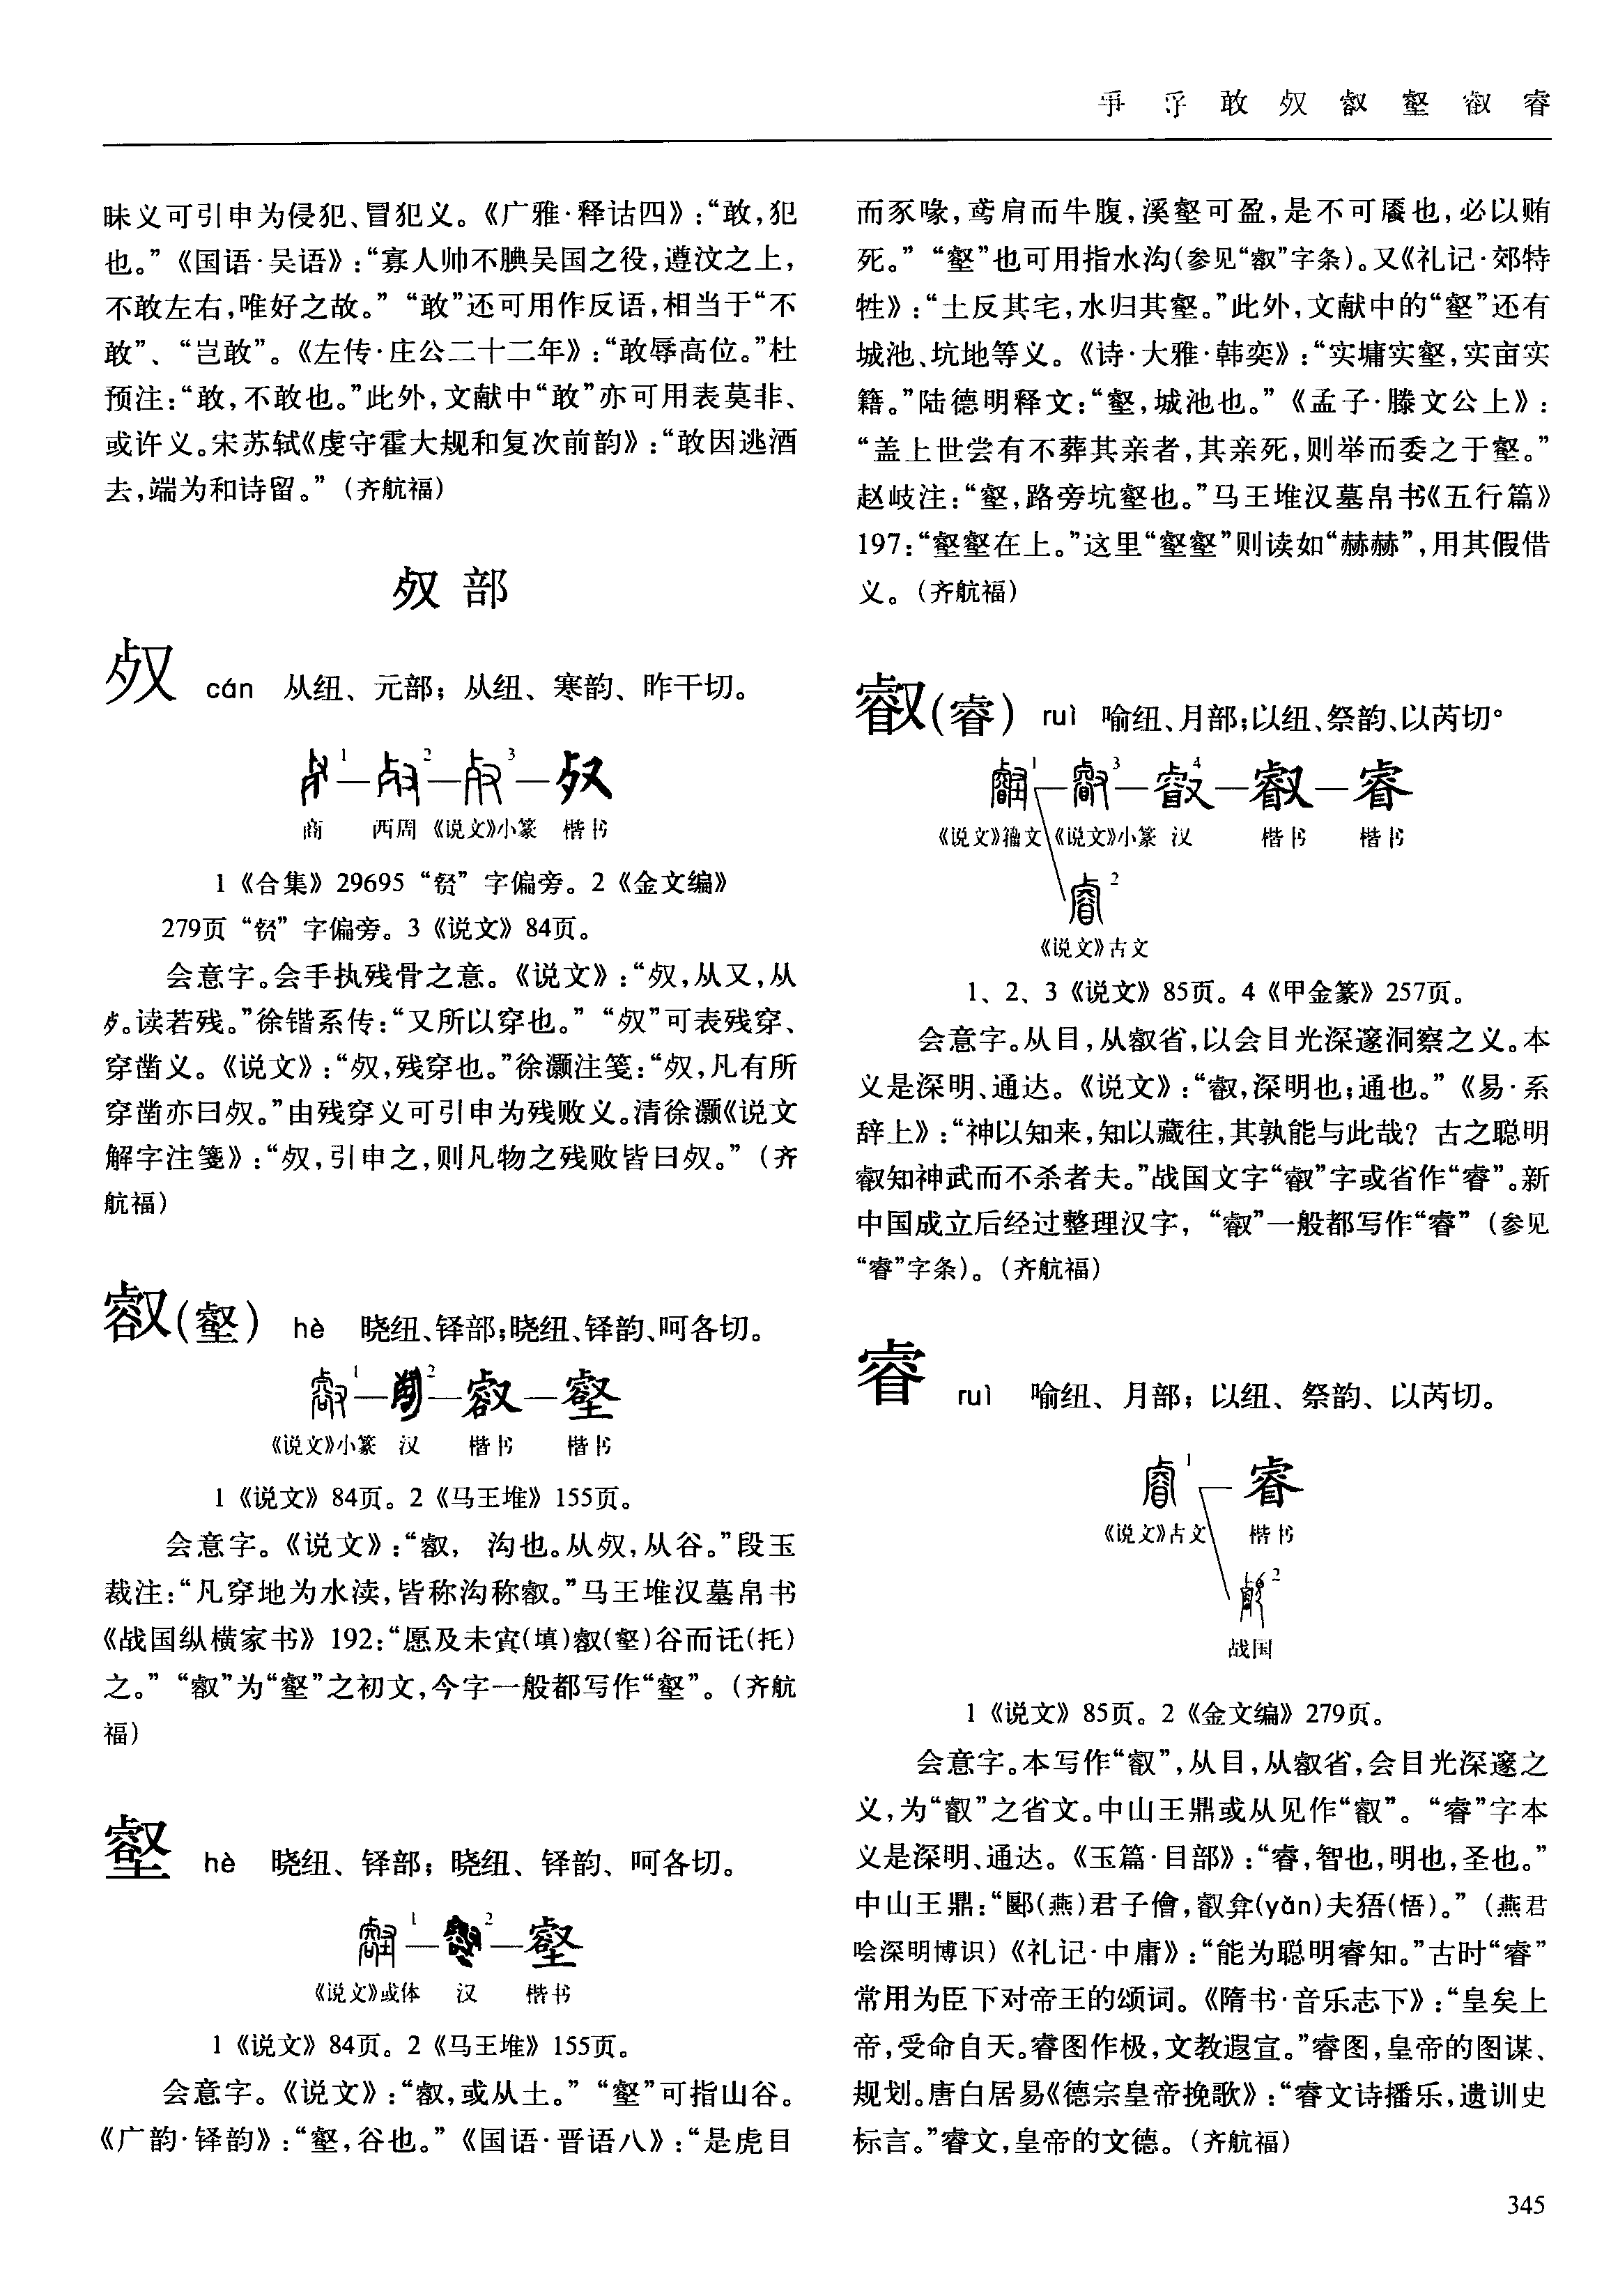 𤔔 寽 敢 𣦼 㕡 壑 叡 睿
昧义可引申为侵犯、冒犯义。《广雅·释诂四》:“敢,犯
也。”《国语·吴语》:“寡人帅不腆吴国之役,遵汶之上,
不敢左右,唯好之故。”“敢”还可用作反语,相当于“不
敢”、“岂敢”。《左传·庄公二十二年》:“敢辱高位。”杜
预注:“敢,不敢也。”此外,文献中“敢”亦可用表莫非、
或许义。宋苏轼《虔守霍大规和复次前韵》:“敢因逃酒
去,端为和诗留。”(齐航福)
𣦼部
𣦼 cán 从纽、元部;从纽、寒韵、昨干切。
1 2 3 𣦼
商 西周 《说文》小篆 楷书
1《合集》29695“𧵩”字偏旁。2《金文编》
279页“𧵩”字偏旁。3《说文》84页。
会意字。会手执残骨之意。《说文》:“𣦼,从又,从
歺。读若残。”徐锴系传:“又所以穿也。”“𣦼”可表残穿、
穿凿义。《说文》:“𣦼,残穿也。”徐灏注笺:“𣦼,凡有所
穿凿亦曰𣦼。”由残穿义可引申为残败义。清徐灏《说文
解字注笺》:“𣦼,引申之,则凡物之残败皆曰𣦼。”(齐
航福)
㕡(壑) hè 晓纽、铎部;晓纽、铎韵、呵各切。
1 2 㕡 壑
《说文》小篆 汉 楷书 楷书
1《说文》84页。2《马王堆》155页。
会意字。《说文》:“㕡,沟也。从𣦼,从谷。”段玉
裁注:“凡穿地为水渎,皆称沟称㕡。”马王堆汉墓帛书
《战国纵横家书》192:“愿及未窴(填)㕡(壑)谷而讬(托)
之。”“㕡”为“壑”之初文,今字一般都写作“壑”。(齐航
福)
壑 hè 晓纽、铎部;晓纽、铎韵、呵各切。
1 2 壑
《说文》或体 汉 楷书
1《说文》84页。2《马王堆》155页。
会意字。《说文》:“㕡,或从土。”“壑”可指山谷。
《广韵·铎韵》:“壑,谷也。”《国语·晋语八》:“是虎目
而豕喙,鸢肩而牛腹,溪壑可盈,是不可餍也,必以贿
死。”“壑”也可用指水沟(参见“㕡”字条)。又《礼记·郊特
牲》:“土反其宅,水归其壑。”此外,文献中的“壑”还有
城池、坑地等义。《诗·大雅·韩奕》:“实墉实壑,实亩实
籍。”陆德明释文:“壑,城池也。”《孟子·滕文公上》:
“盖上世尝有不葬其亲者,其亲死,则举而委之于壑。”
赵岐注:“壑,路旁坑壑也。”马王堆汉墓帛书《五行篇》
197:“壑壑在上。”这里“壑壑”则读如“赫赫”,用其假借
义。(齐航福)
叡(睿) ruì 喻纽、月部;以纽、祭韵、以芮切。
1 3 4 叡 睿
《说文》籀文 《说文》小篆 汉 楷书 楷书
2
《说文》古文
1、2、3《说文》85页。4《甲金篆》257页。
会意字。从目,从㕡省,以会目光深邃洞察之义。本
义是深明、通达。《说文》:“叡,深明也;通也。”《易·系
辞上》:“神以知来,知以藏往,其孰能与此哉?古之聪明
叡知神武而不杀者夫。”战国文字“叡”字或省作“睿”。新
中国成立后经过整理汉字,“叡”一般都写作“睿”(参见
“睿”字条)。(齐航福)
睿 ruì 喻纽、月部;以纽、祭韵、以芮切。
1 睿
《说文》古文 楷书
2
战国
1《说文》85页。2《金文编》279页。
会意字。本写作“叡”,从目,从㕡省,会目光深邃之
义,为“叡”之省文。中山王鼎或从见作“叡”。“睿”字本
义是深明、通达。《玉篇·目部》:“睿,智也,明也,圣也。”
中山王鼎:“郾(燕)君子儈,叡弇(yǎn)夫㹳(悟)。”(燕君
哙深明博识)《礼记·中庸》:“能为聪明睿知。”古时“睿”
常用为臣下对帝王的颂词。《隋书·音乐志下》:“皇矣上
帝,受命自天。睿图作极,文教遐宣。”睿图,皇帝的图谋、
规划。唐白居易《德宗皇帝挽歌》:“睿文诗播乐,遗训史
标言。”睿文,皇帝的文德。(齐航福)
345